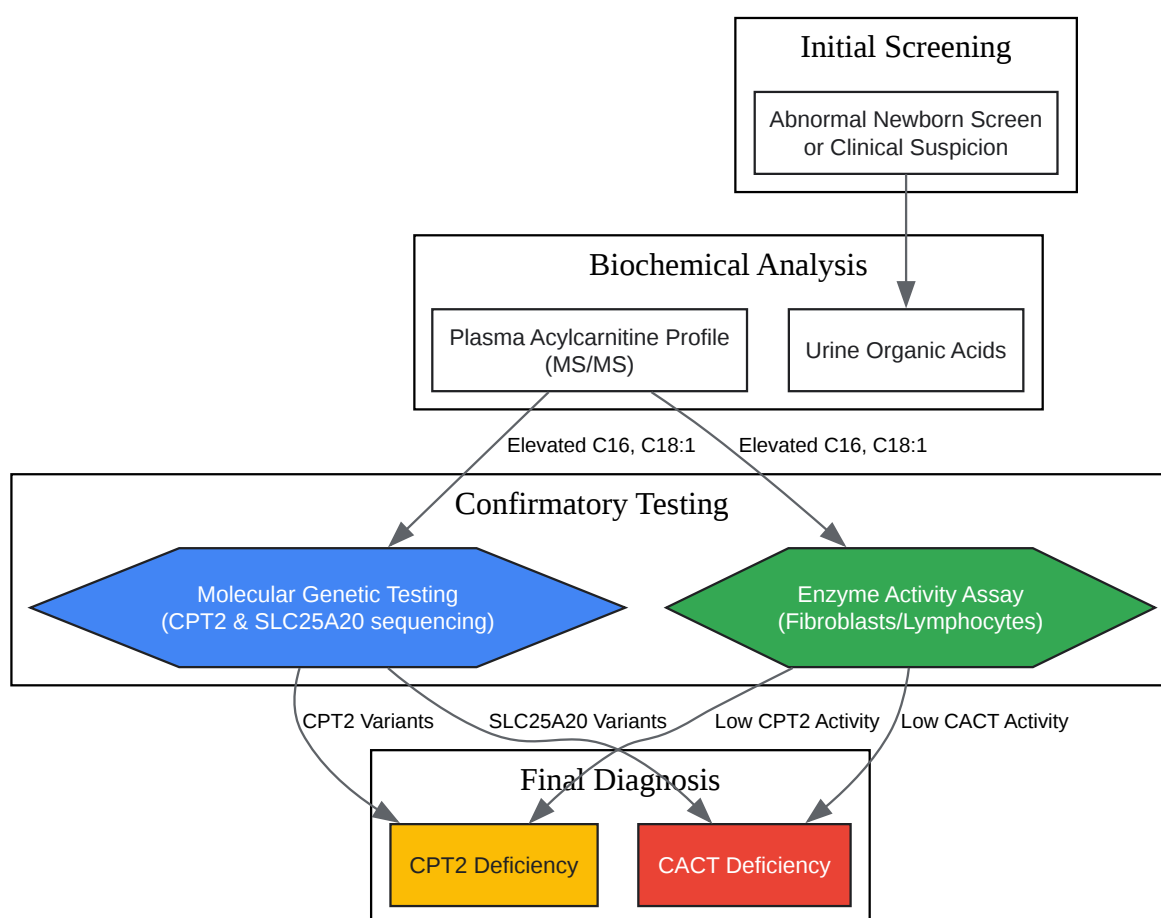 Initial Screening
Abnormal Newborn Screen
or Clinical Suspicion
Biochemical Analysis
Plasma Acylcarnitine Profile
(MS/MS)
Urine Organic Acids
Elevated C16, C18:1
Elevated C16, C18:1
Confirmatory Testing
Molecular Genetic Testing
(CPT2 & SLC25A20 sequencing)
Enzyme Activity Assay
(Fibroblasts/Lymphocytes)
CPT2 Variants
SLC25A20 Variants
Low CPT2 Activity
Low CACT Activity
Final Diagnosis
CPT2 Deficiency
CACT Deficiency